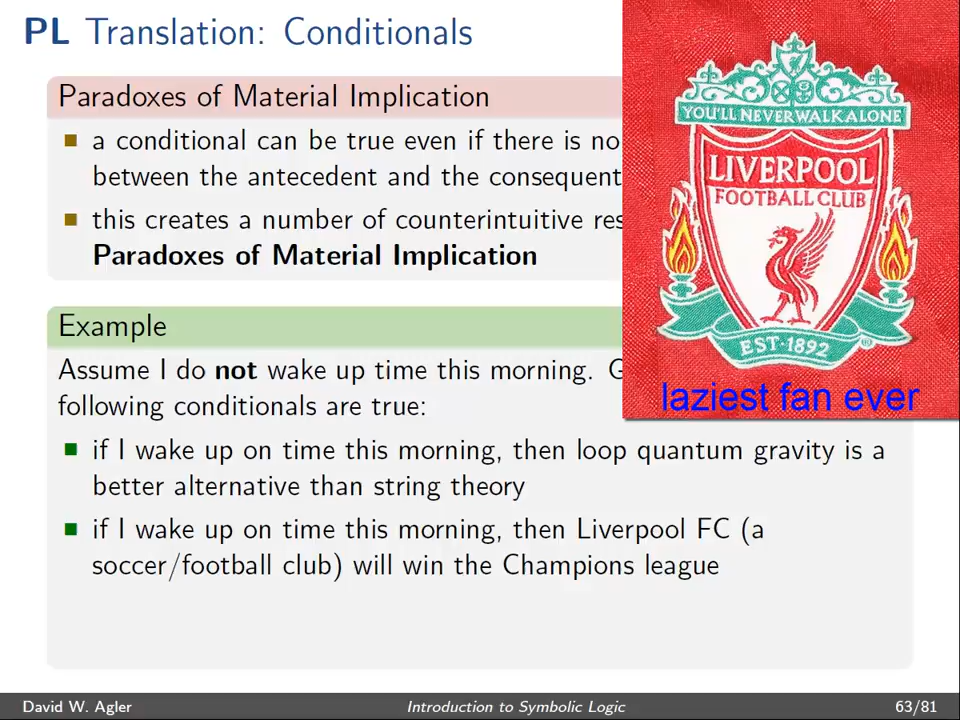 PL Translation: Conditionals
Paradoxes of Material Implication
a conditional can be true even if there is no
between the antecedent and the consequent
this creates a number of counterintuitive res
Paradoxes of Material Implication
YOU'LL NEVER WALK ALONE
LIVERPOOL
FOOTBALL CLUB
EST·1892
®
laziest fan ever
Example
Assume I do not wake up time this morning. G
following conditionals are true:
if I wake up on time this morning, then loop quantum gravity is a
better alternative than string theory
if I wake up on time this morning, then Liverpool FC (a
soccer/football club) will win the Champions league
David W. Agler
Introduction to Symbolic Logic
63/81